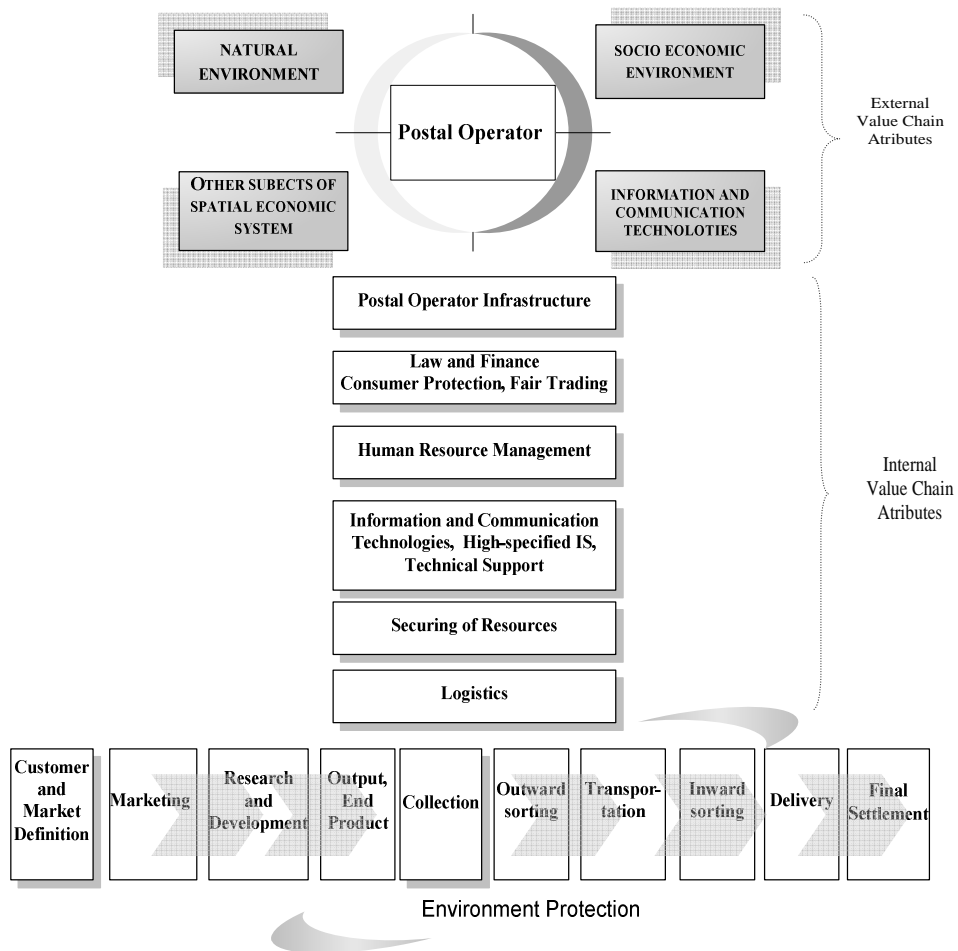 NATURAL
ENVIRONMENT
SOCIO ECONOMIC
ENVIRONMENT
Postal Operator
External
Value Chain
Atributes
OTHER SUBECTS OF
SPATIAL ECONOMIC
SYSTEM
INFORMATION AND
COMMUNICATION
TECHNOLOTIES
Postal Operator Infrastructure
Law and Finance
Consumer Protection, Fair Trading
Human Resource Management
Internal
Value Chain
Atributes
Information and Communication
Technologies, High-specified IS,
Technical Support
Securing of Resources
Logistics
Customer
and
Market
Definition
Marketing
Research
and
Development
Output,
End
Product
Collection
Outward
sorting
Transpor-
tation
Inward
sorting
Delivery
Final
Settlement
Environment Protection